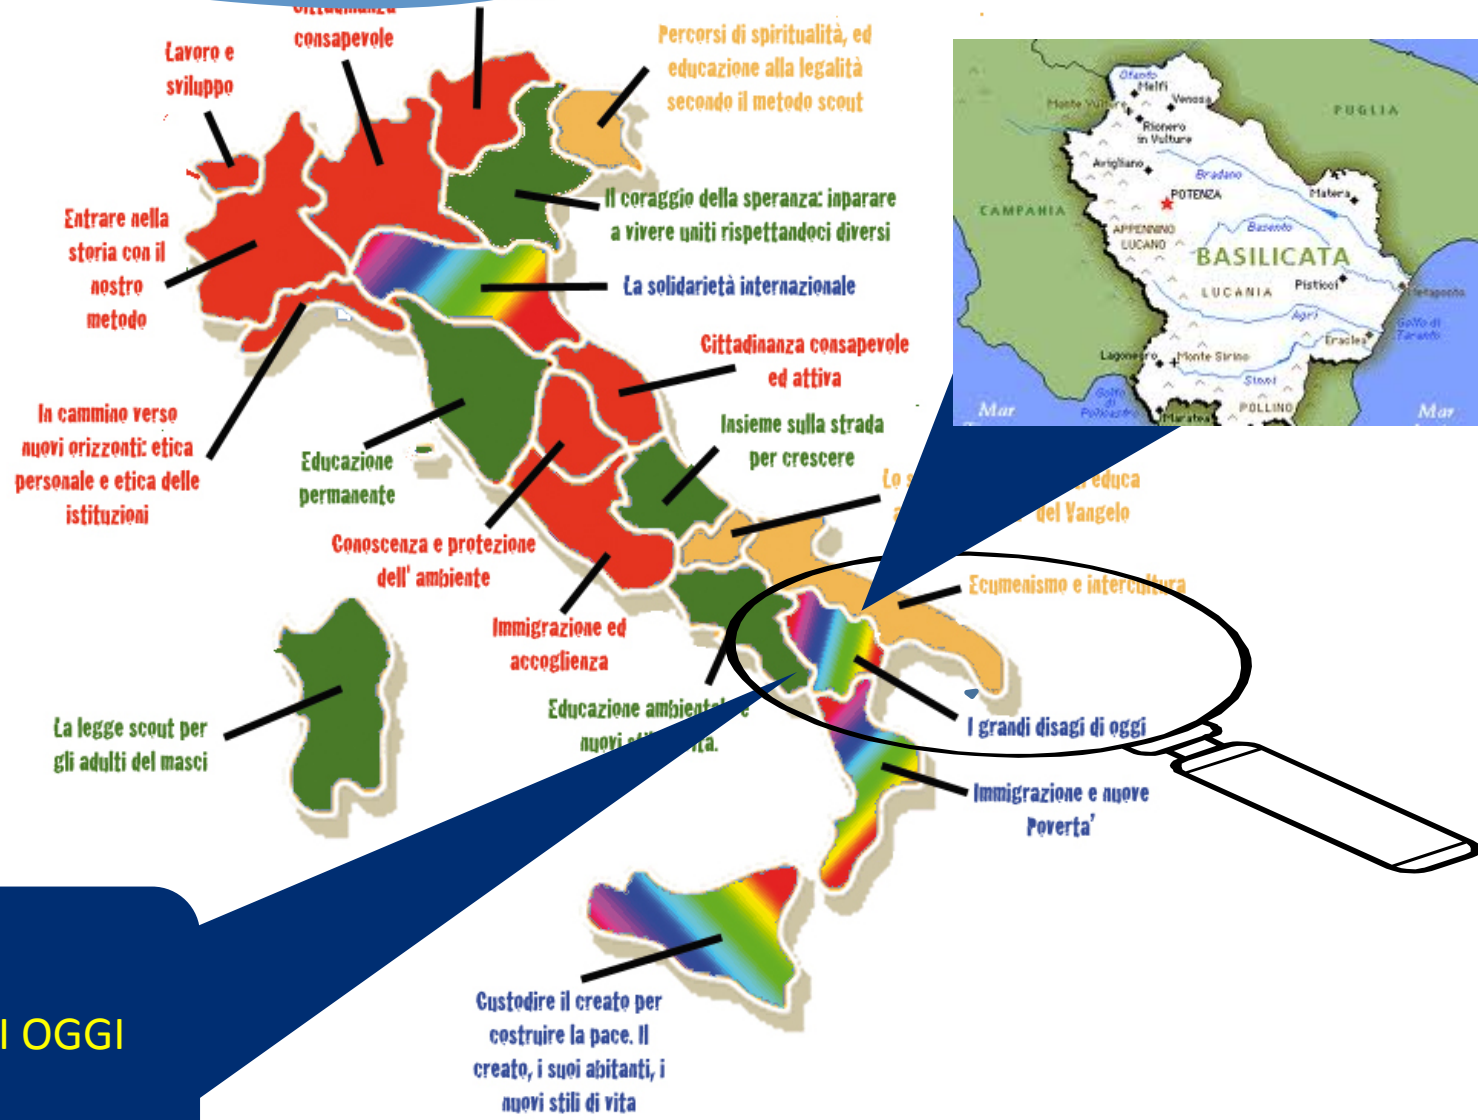 Cittadinanza
consapevole
Lavoro e
sviluppo
Percorsi di spiritualità, ed
educazione alla legalità
secondo il metodo scout
Entrare nella
storia con il
nostro
metodo
Il coraggio della speranza: inparare
a vivere uniti rispettandoci diversi
La solidarietà internazionale
Cittadinanza consapevole
ed attiva
In cammino verso
nuovi orizzonti: etica
personale e etica delle
istituzioni
Educazione
permanente
Insieme sulla strada
per crescere
Lo s
educa
a
del Vangelo
Conoscenza e protezione
dell' ambiente
Ecumenismo e intercultura
Immigrazione ed
accoglienza
La legge scout per
gli adulti del masci
Educazione ambientale e
nuovi stili vita.
I grandi disagi di oggi
Immigrazione e nuove
Poverta'
Custodire il creato per
costruire la pace. Il
creato, i suoi abitanti, i
nuovi stili di vita
I OGGI
Ofanto
Melfi
Monte Vulture
Venosa
PUGLIA
Rionero
in Vulture
Avigliano
Bradano
Matera
POTENZA
CAMPANIA
APPENNINO
LUCANO
Basento
BASILICATA
Pisticci
LUCANIA
Metaponto
Agri
Golfo di
Taranto
Eraclea
Lagonegro
Monte Sirino
Sinni
Golfo di
Policastro
POLLINO
Mar
Maratea
Mar